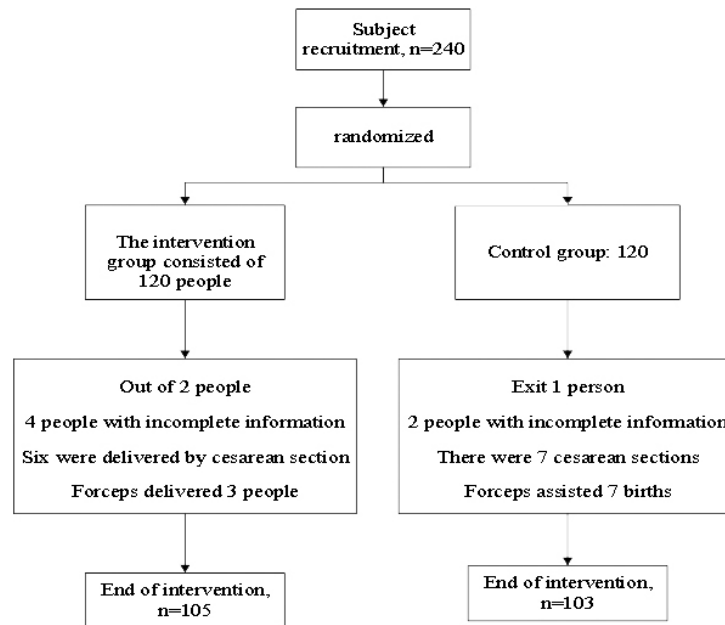 Subject
recruitment, n=240
randomized
The intervention
group consisted of
120 people
Control group: 120
Out of 2 people
4 people with incomplete information
Six were delivered by cesarean section
Forceps delivered 3 people
Exit 1 person
2 people with incomplete information
There were 7 cesarean sections
Forceps assisted 7 births
End of intervention,
n=105
End of intervention,
n=103